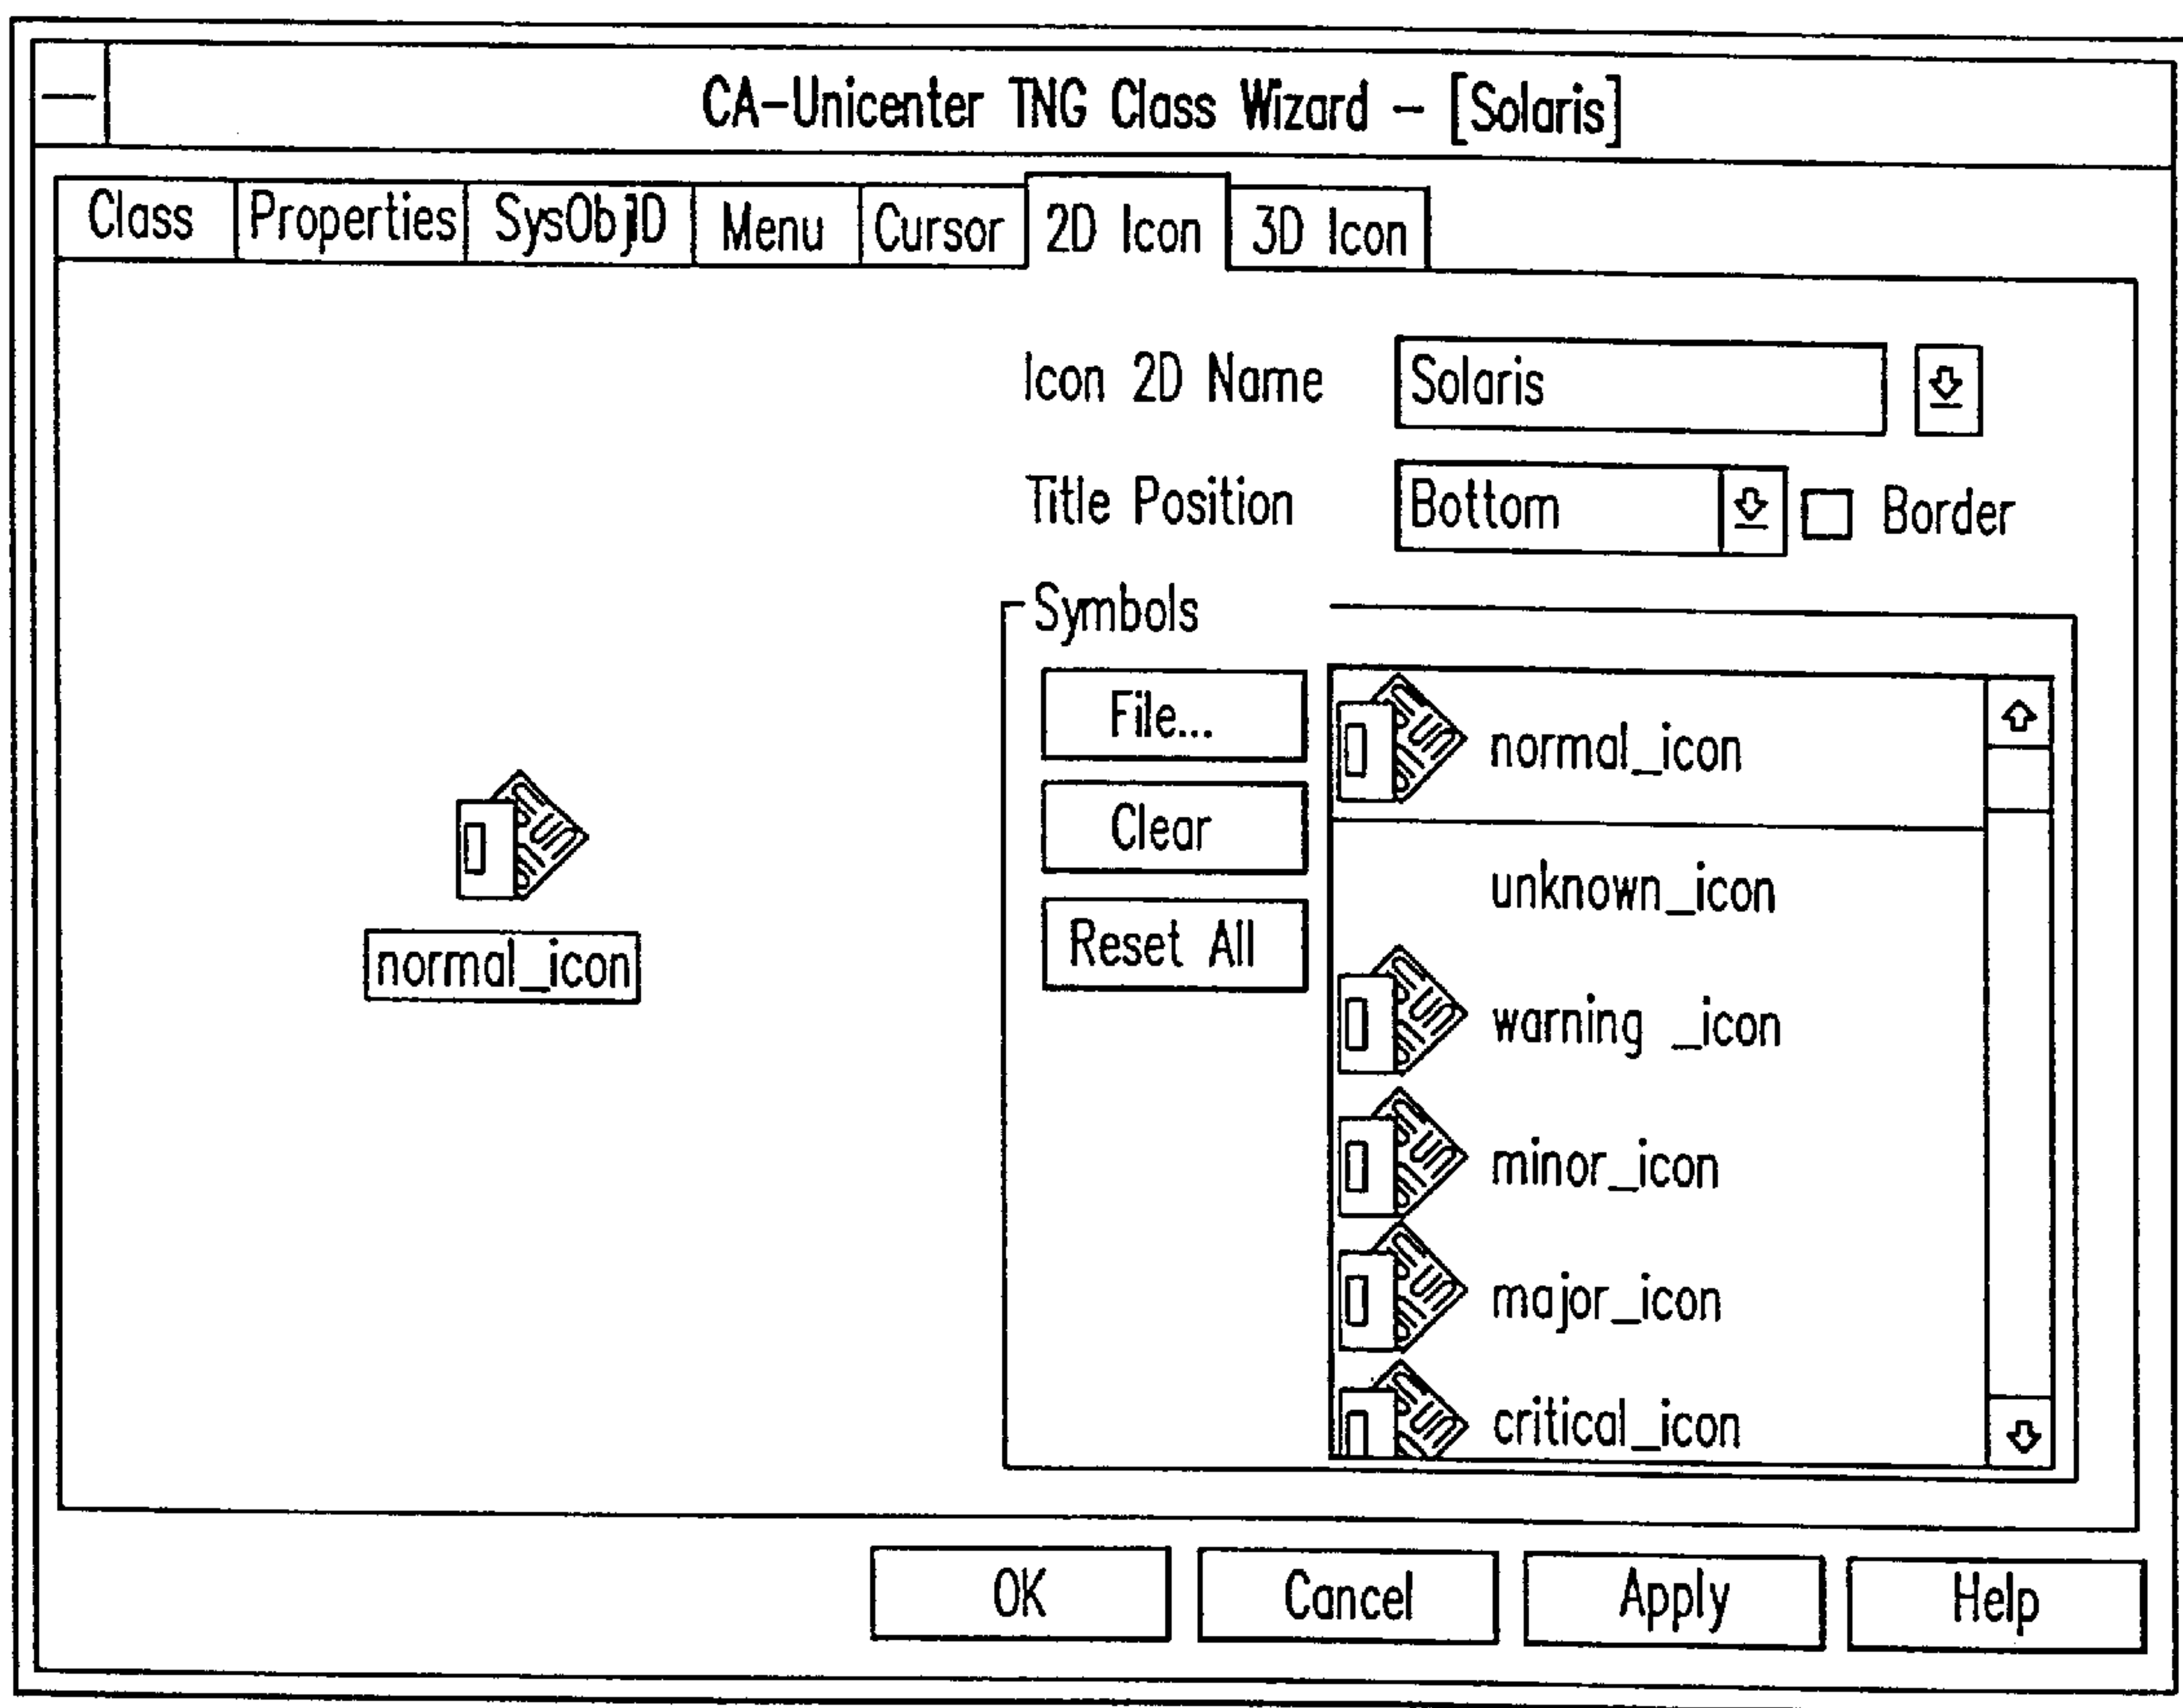 CA-Unicenter TNG Class Wizard - [Solaris]
Class Properties SysObjID Menu Cursor 2D Icon 3D Icon
Icon 2D Name Solaris
Title Position Bottom Border
Symbols
File...
Clear
Reset All
normal_icon
unknown_icon
warning _icon
minor_icon
major_icon
critical_icon
normal_icon
OK Cancel Apply Help